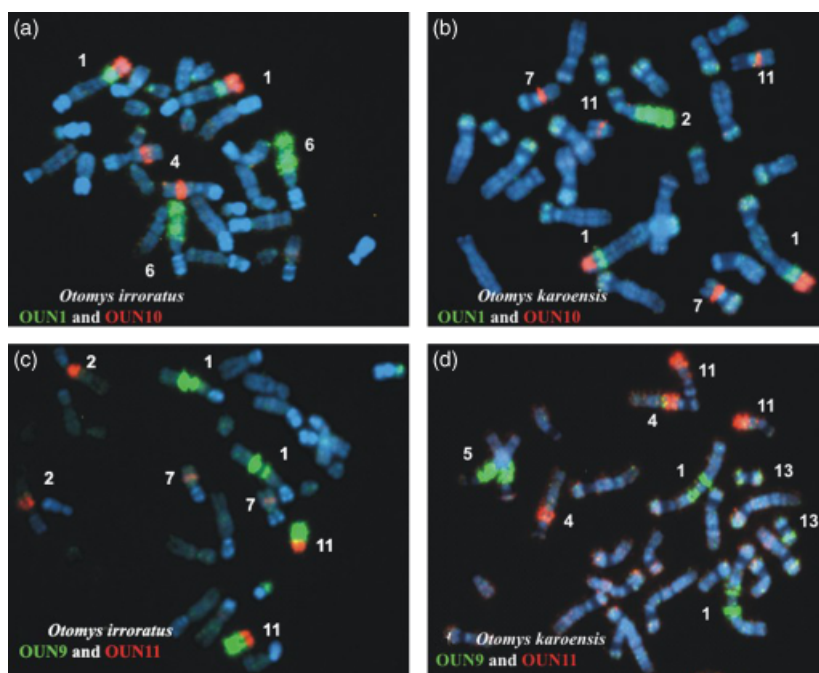 (a)
1
1
4
6
6
Otomys irroratus
OUN1 and OUN10
(b)
11
7
11
2
1
1
7
Otomys karoensis
OUN1 and OUN10
(c)
2
1
1
7
2
7
11
11
Otomys irroratus
OUN9 and OUN11
(d)
11
4
11
5
1
13
4
13
1
Otomys karoensis
OUN9 and OUN11